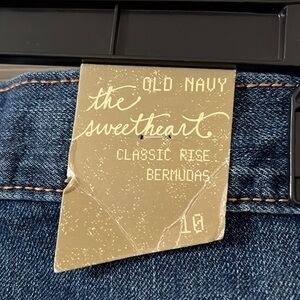 OLD NAVY
the
sweetheart
CLASSIC RISE
BERMUDAS
10